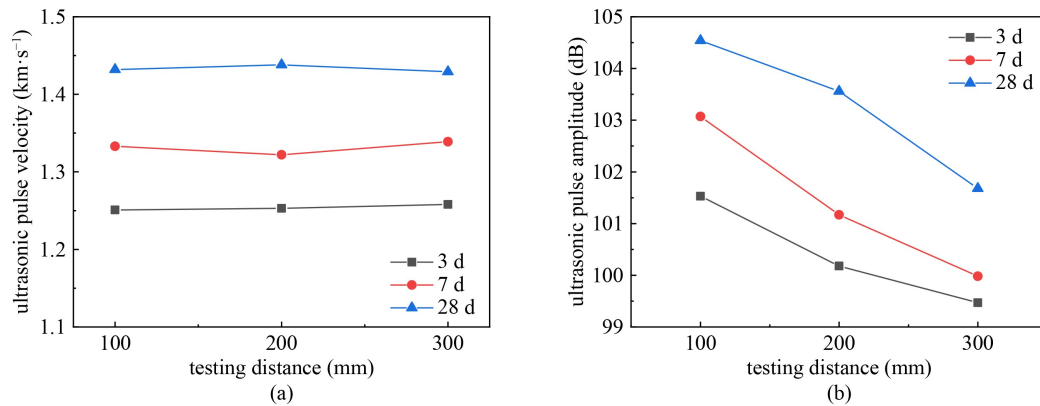 ultrasonic pulse velocity (km·s⁻¹)
1.5
1.4
1.3
1.2
1.1
3 d
7 d
28 d
100
200
300
testing distance (mm)
(a)
ultrasonic pulse amplitude (dB)
105
104
103
102
101
100
99
3 d
7 d
28 d
100
200
300
testing distance (mm)
(b)